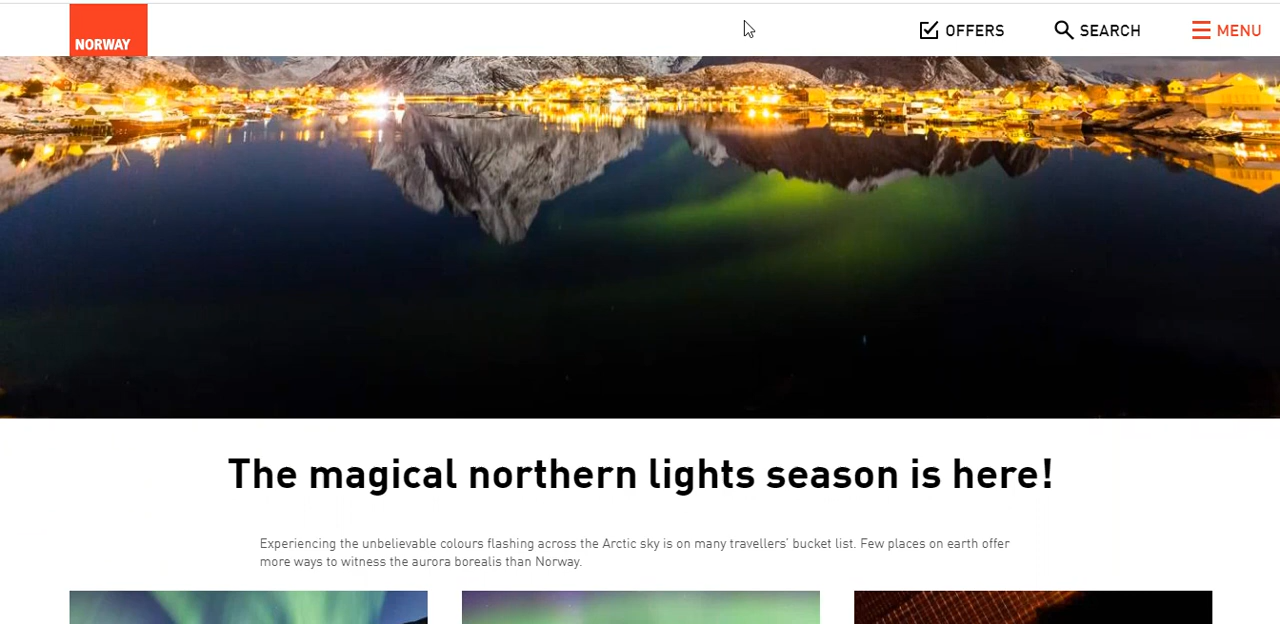 NORWAY
OFFERS
SEARCH
MENU
The magical northern lights season is here!
Experiencing the unbelievable colours flashing across the Arctic sky is on many travellers' bucket list. Few places on earth offer
more ways to witness the aurora borealis than Norway.